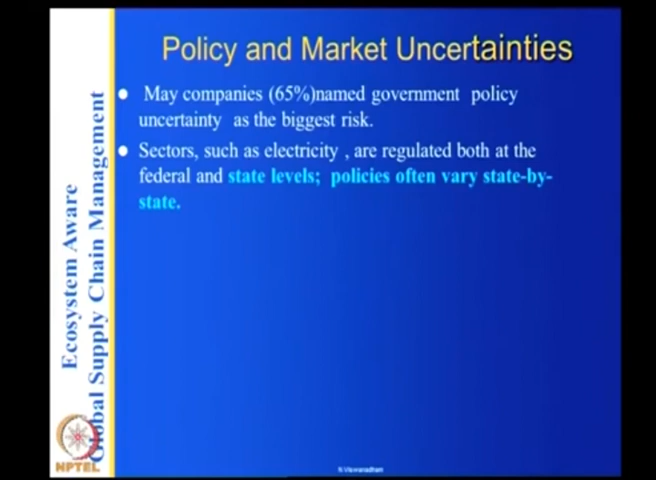 Policy and Market Uncertainties
May companies (65%)named government policy
uncertainty as the biggest risk.
Sectors, such as electricity , are regulated both at the
federal and state levels; policies often vary state-by-
state.
Ecosystem Aware
Global Supply Chain Management
NPTEL
N Viswanadham